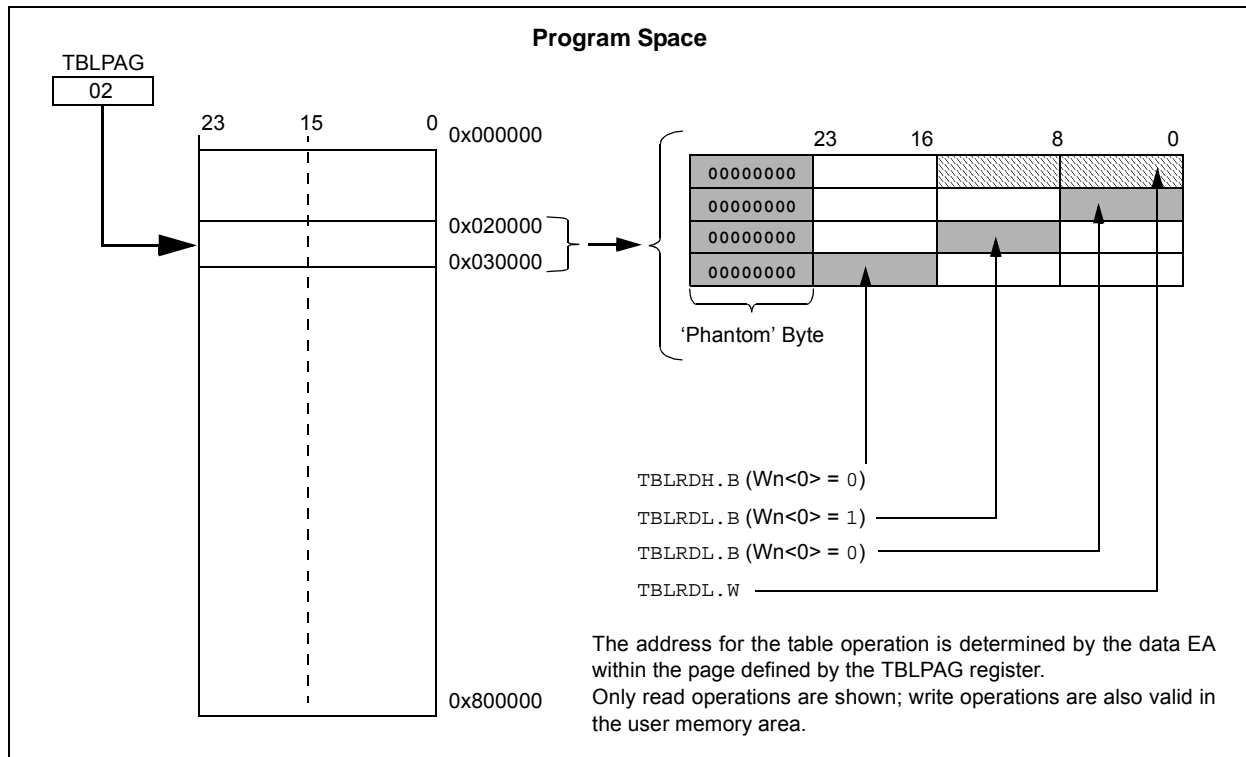 Program Space
TBLPAG
02
23 15 0
0x000000
0x020000
0x030000
0x800000
23 16 8 0
00000000
00000000
00000000
00000000
‘Phantom’ Byte
TBLRDH.B (Wn<0> = 0)
TBLRDL.B (Wn<0> = 1)
TBLRDL.B (Wn<0> = 0)
TBLRDL.W
The address for the table operation is determined by the data EA
within the page defined by the TBLPAG register.
Only read operations are shown; write operations are also valid in
the user memory area.